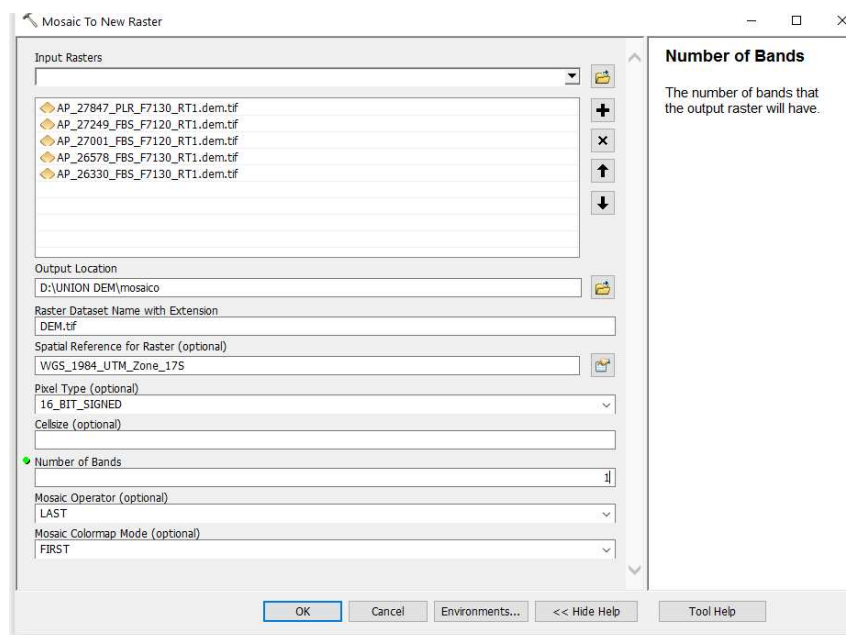 Mosaic To New Raster
Input Rasters
AP_27847_PLR_F7130_RT1.dem.tif
AP_27249_FBS_F7120_RT1.dem.tif
AP_27001_FBS_F7120_RT1.dem.tif
AP_26578_FBS_F7130_RT1.dem.tif
AP_26330_FBS_F7130_RT1.dem.tif
Output Location
D:\UNION DEM\mosaico
Raster Dataset Name with Extension
DEM.tif
Spatial Reference for Raster (optional)
WGS_1984_UTM_Zone_17S
Pixel Type (optional)
16_BIT_SIGNED
Cellsize (optional)
Number of Bands
1
Mosaic Operator (optional)
LAST
Mosaic Colormap Mode (optional)
FIRST
OK
Cancel
Environments...
<< Hide Help
Number of Bands
The number of bands that
the output raster will have.
Tool Help